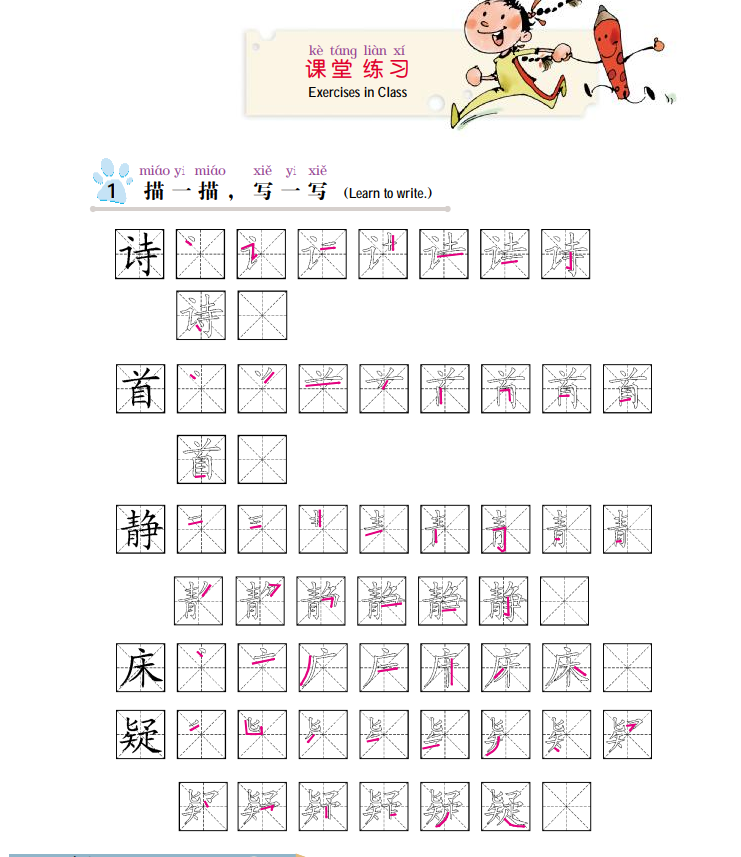 kè táng liàn xí
课堂练习
Exercises in Class
miáo yi miáo xiě yi xiě
1 描一描，写一写 (Learn to write.)
诗
首
静
床
疑